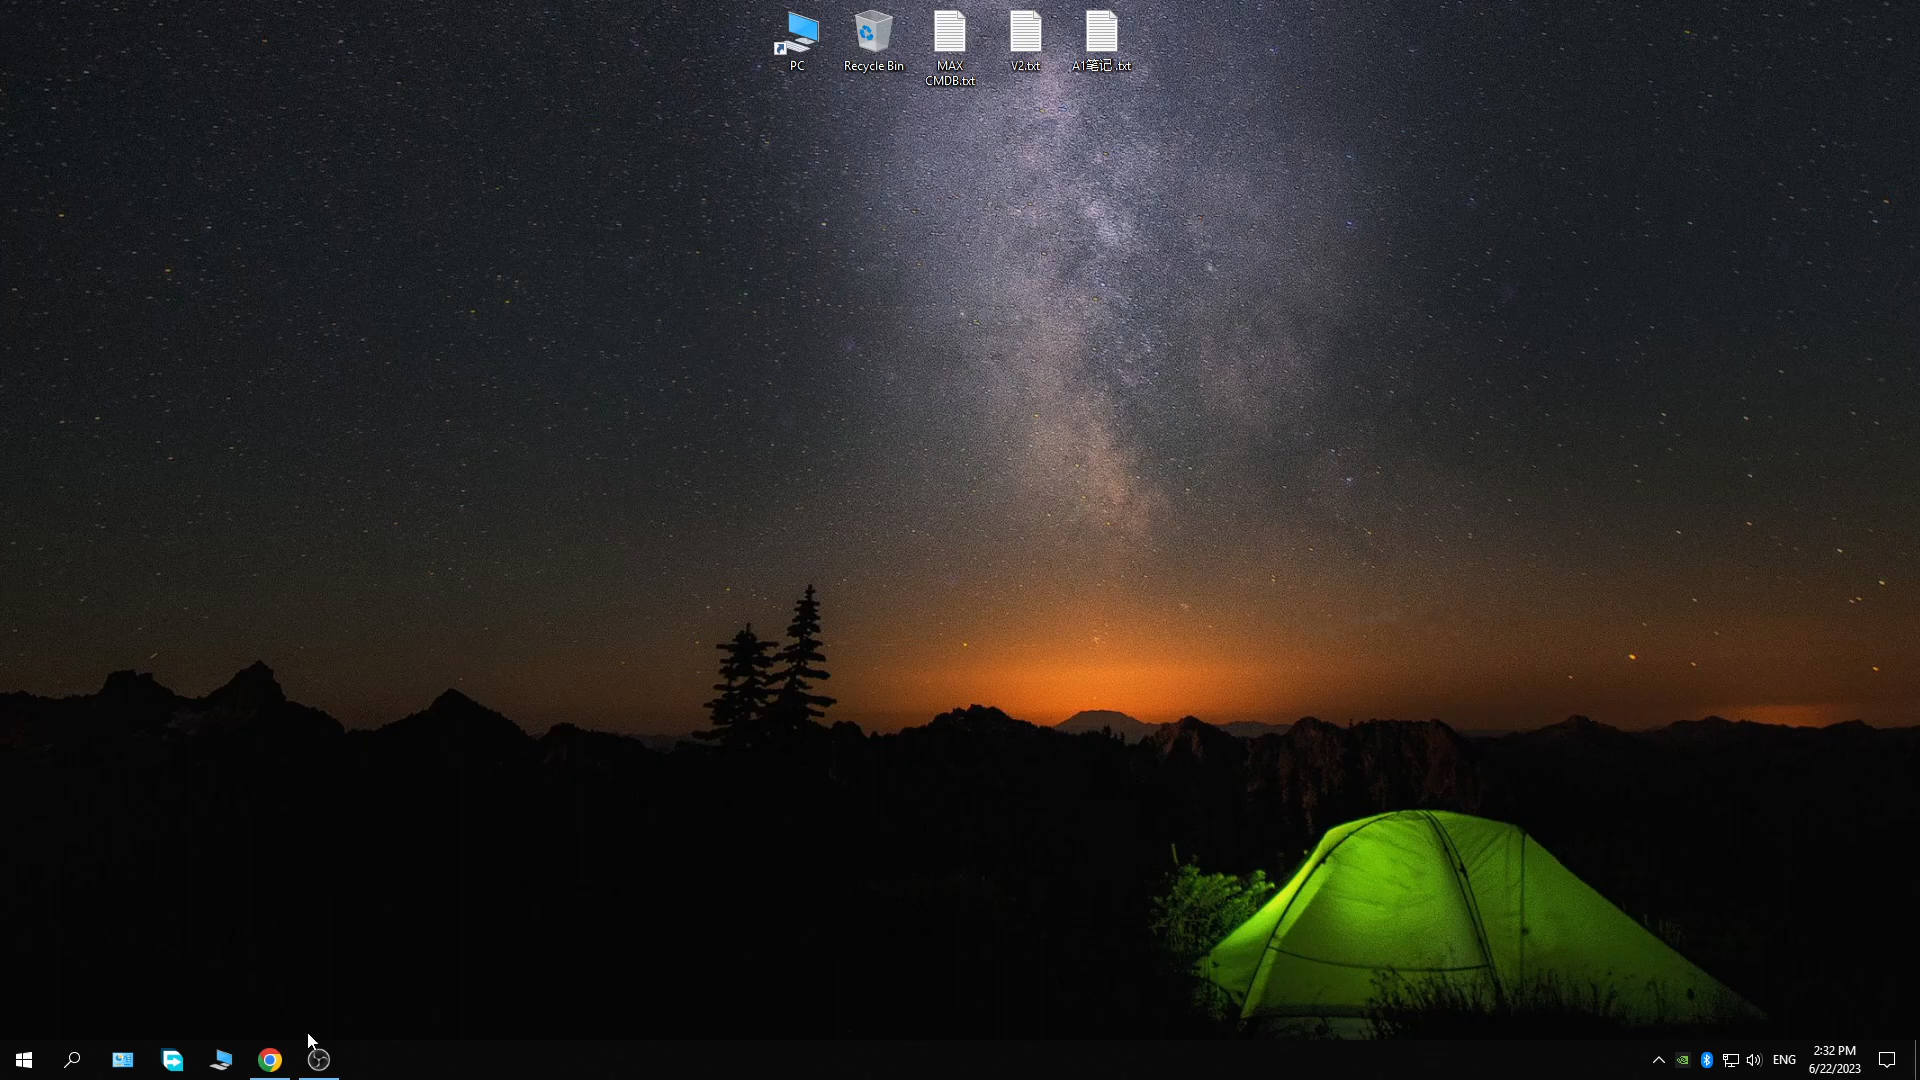 PC
Recycle Bin
MAX
CMDB.txt
V2.txt
A1笔记 .txt
ENG
2:32 PM
6/22/2023